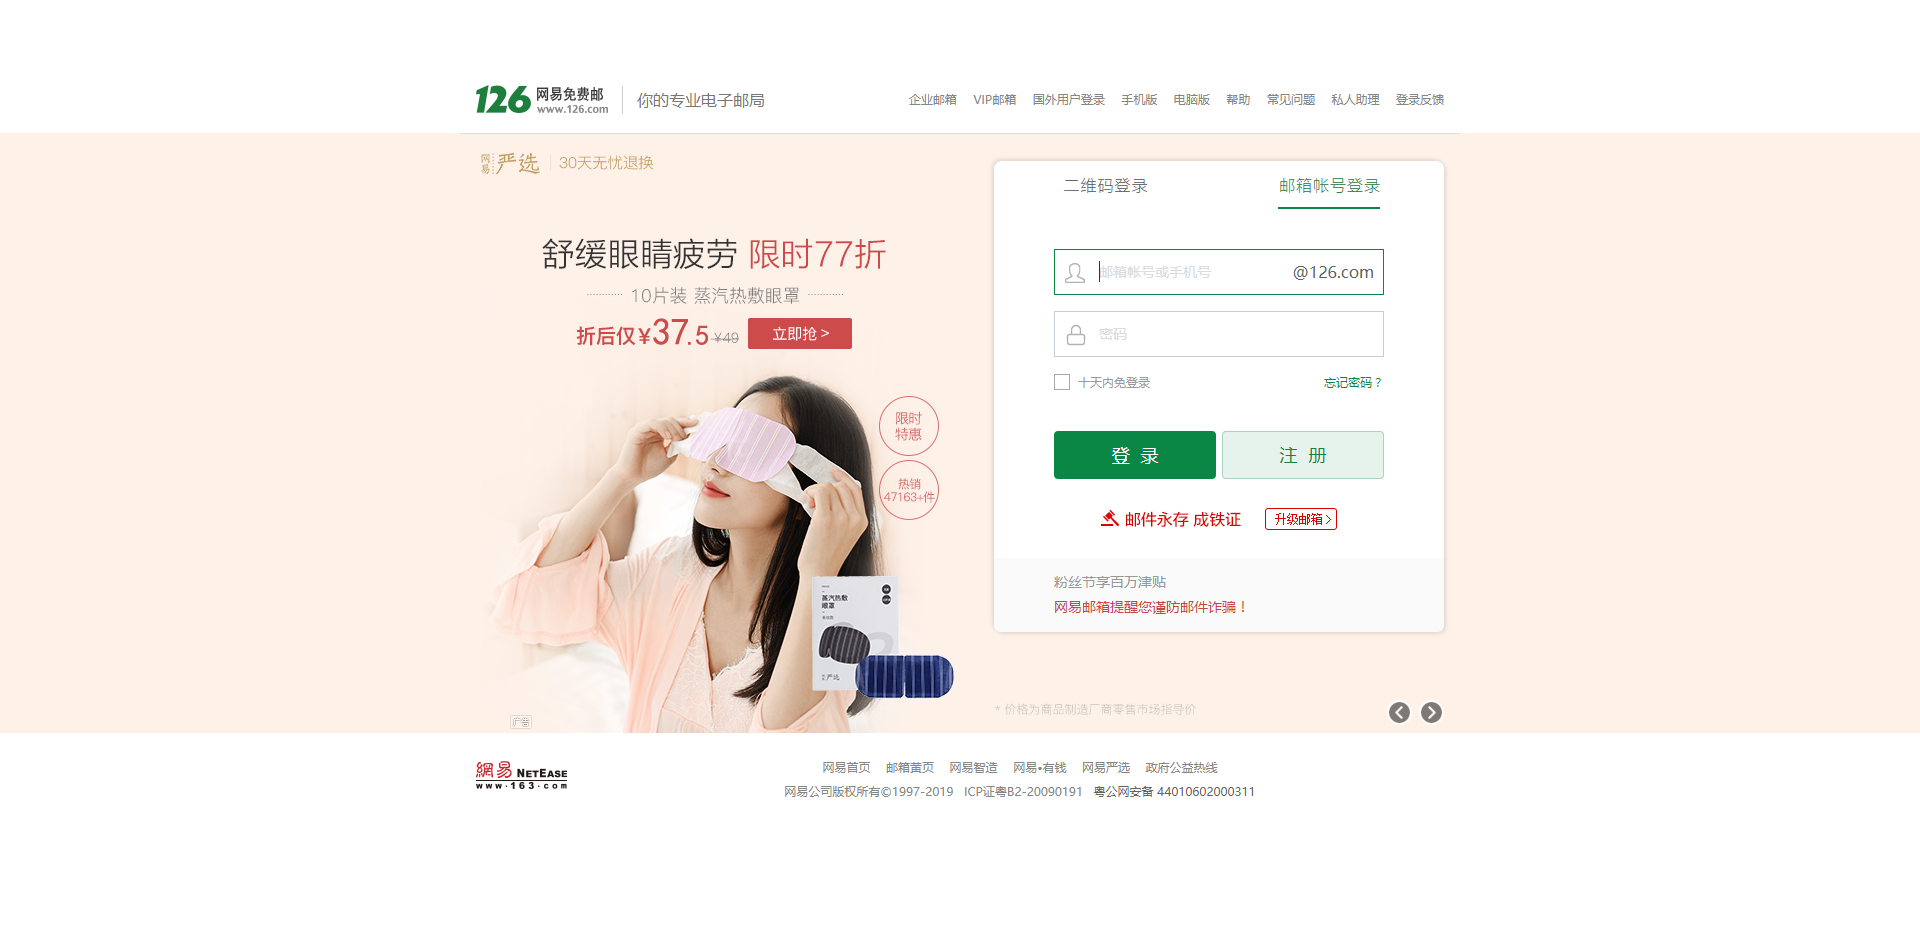 126 网易免费邮
www.126.com
你的专业电子邮局
企业邮箱 VIP邮箱 国外用户登录 手机版 电脑版 帮助 常见问题 私人助理 登录反馈
网易严选 30天无忧退换
舒缓眼睛疲劳 限时77折
10片装 蒸汽热敷眼罩
折后仅¥37.5 ¥49 立即抢 >
限时
特惠
热销
47163+件
蒸汽热敷
眼罩
严选
广告
二维码登录 邮箱帐号登录
邮箱帐号或手机号 @126.com
密码
十天内免登录 忘记密码？
登 录 注 册
邮件永存 成铁证 升级邮箱
粉丝节享百万津贴
网易邮箱提醒您谨防邮件诈骗！
* 价格为商品制造厂商零售市场指导价
網易 NETEASE
www.163.com
网易首页 邮箱黄页 网易智造 网易•有钱 网易严选 政府公益热线
网易公司版权所有©1997-2019 ICP证粤B2-20090191 粤公网安备 44010602000311